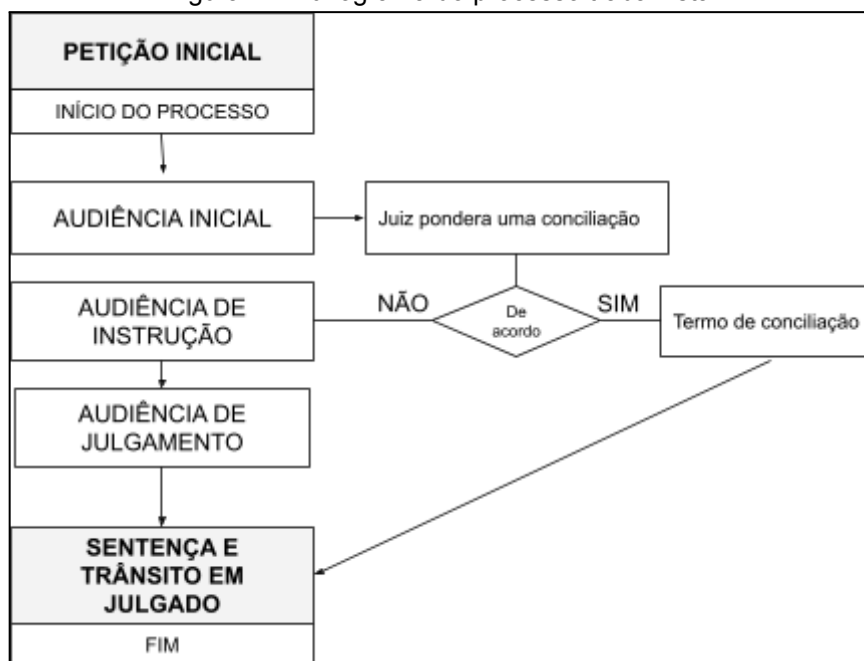 PETIÇÃO INICIAL
INÍCIO DO PROCESSO
AUDIÊNCIA INICIAL
Juiz pondera uma conciliação
AUDIÊNCIA DE
INSTRUÇÃO
NÃO
De
acordo
SIM
Termo de conciliação
AUDIÊNCIA DE
JULGAMENTO
SENTENÇA E
TRÂNSITO EM
JULGADO
FIM